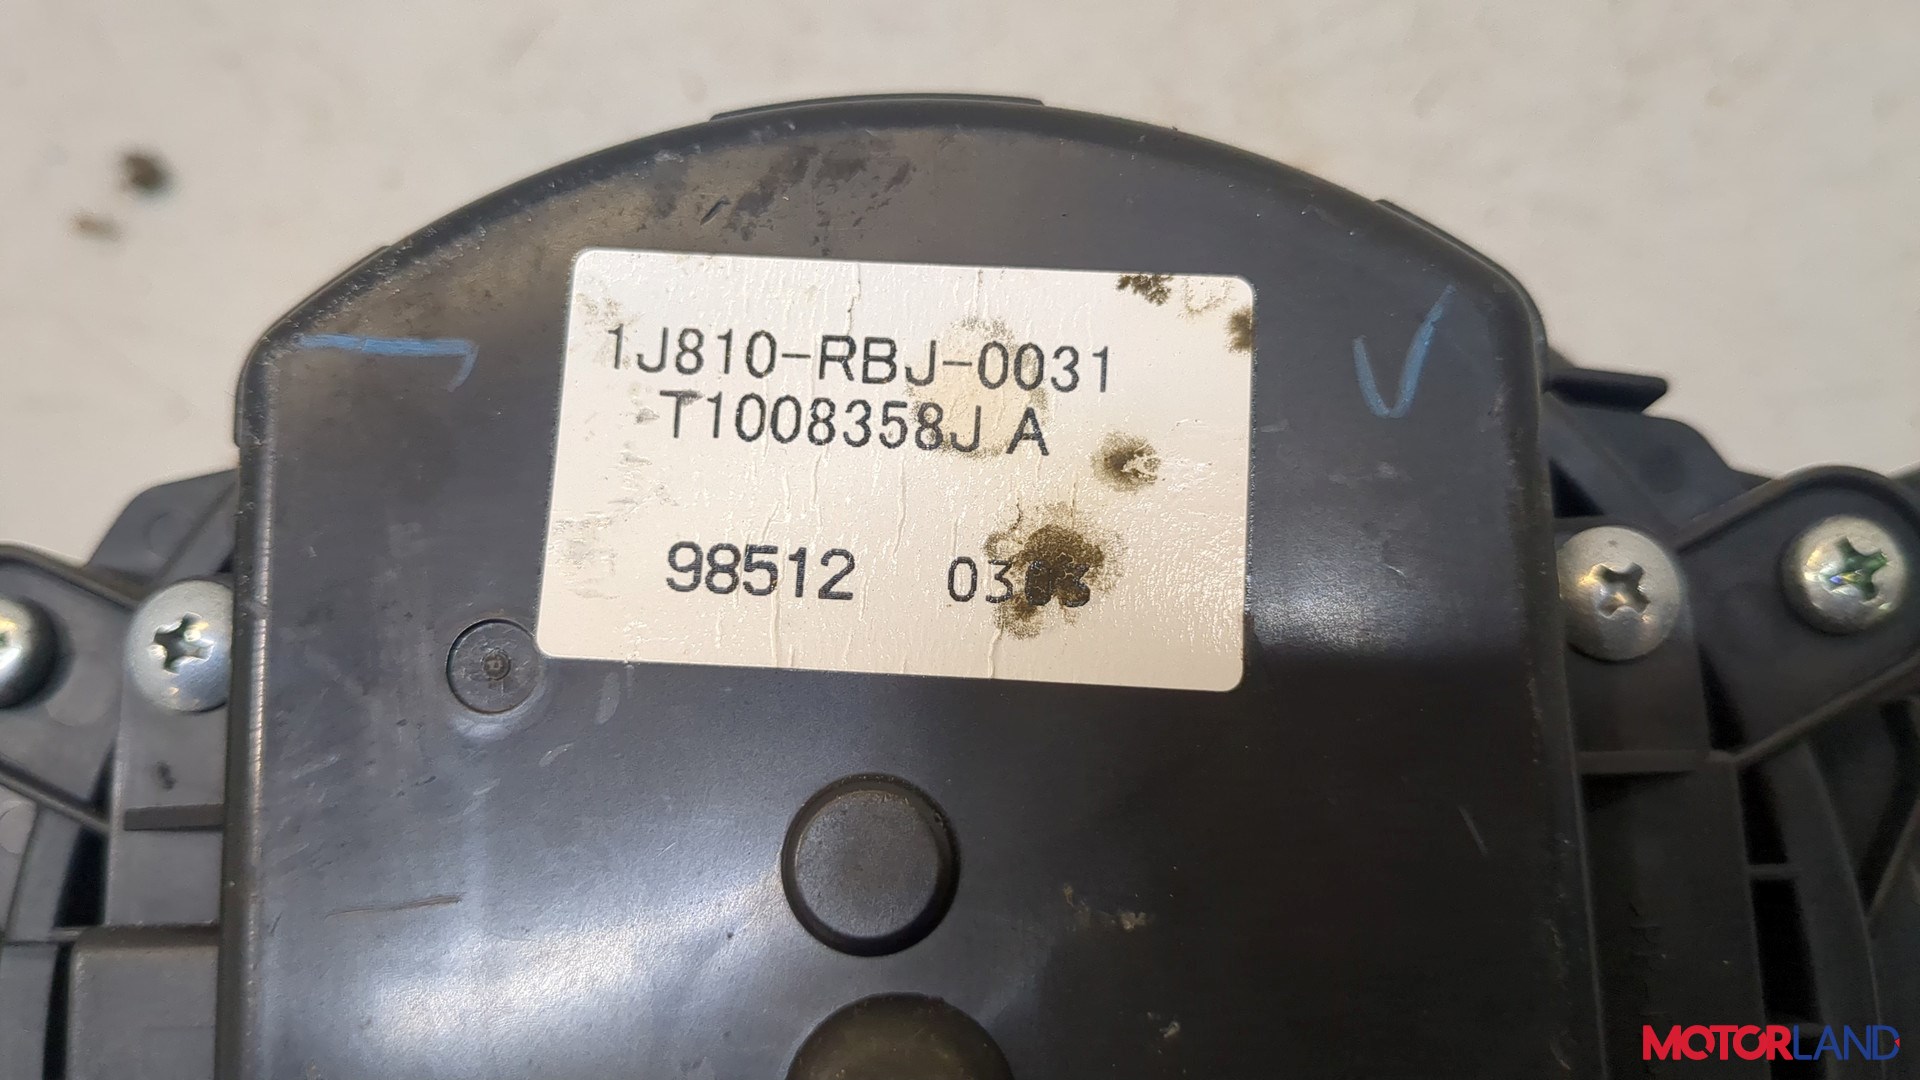 1J810-RBJ-0031
T1008358J A
98512
MOTORLAND